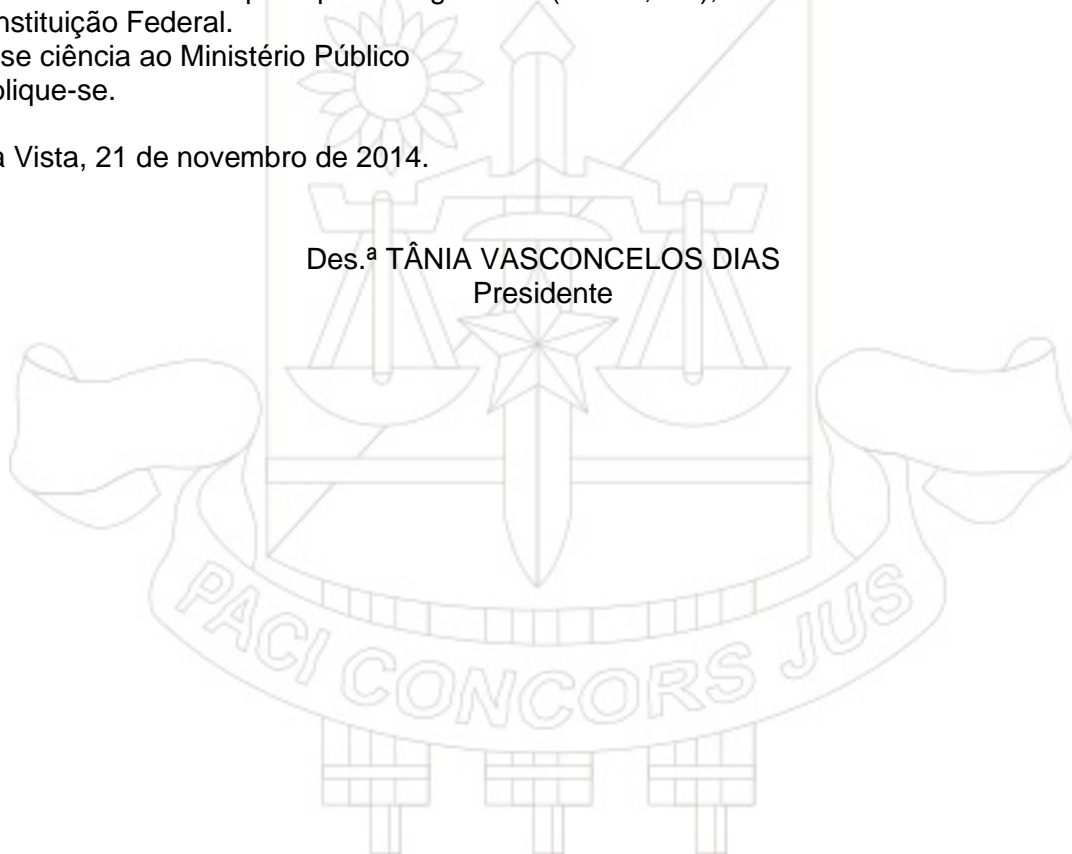 nstituição Federal.
se ciência ao Ministério Público
lique-se.
a Vista, 21 de novembro de 2014.
Des.ª TÂNIA VASCONCELOS DIAS
Presidente
PACI CONCORS JUS